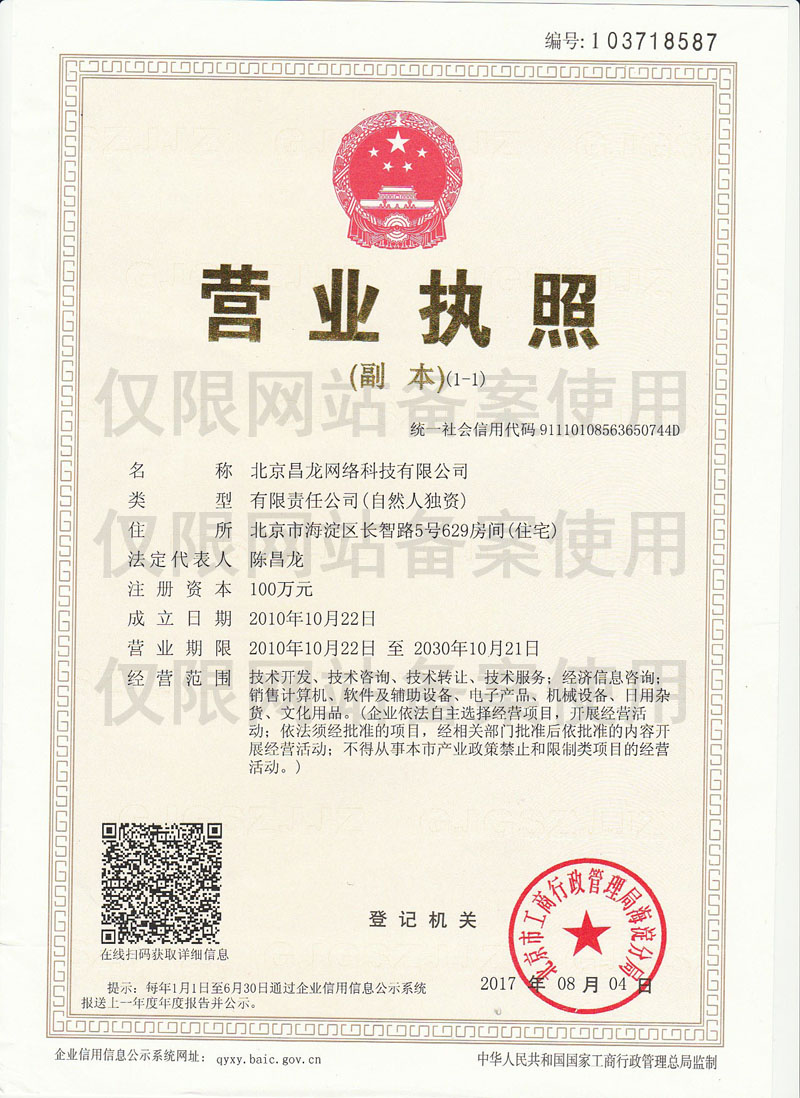 编号:103718587
营业执照
(副 本)(1-1)
仅限网站备案使用
统一社会信用代码 91110108563650744D
名称 北京昌龙网络科技有限公司
类型 有限责任公司(自然人独资)
仅限网站备案使用
住所 北京市海淀区长智路5号629房间(住宅)
法定代表人 陈昌龙
注册资本 100万元
成立日期 2010年10月22日
营业期限 2010年10月22日 至 2030年10月21日
仅限网站备案使用
经营范围 技术开发、技术咨询、技术转让、技术服务；经济信息咨询；
销售计算机、软件及辅助设备、电子产品、机械设备、日用杂
货、文化用品。(企业依法自主选择经营项目，开展经营活
动；依法须经批准的项目，经相关部门批准后依批准的内容开
展经营活动；不得从事本市产业政策禁止和限制类项目的经营
活动。)
在线扫码获取详细信息
登记机关
北京市工商行政管理局海淀分局
2017 年 08 月 04 日
提示：每年1月1日至6月30日通过企业信用信息公示系统
报送上一年度年度报告并公示。
企业信用信息公示系统网址： qyxy.baic.gov.cn
中华人民共和国国家工商行政管理总局监制